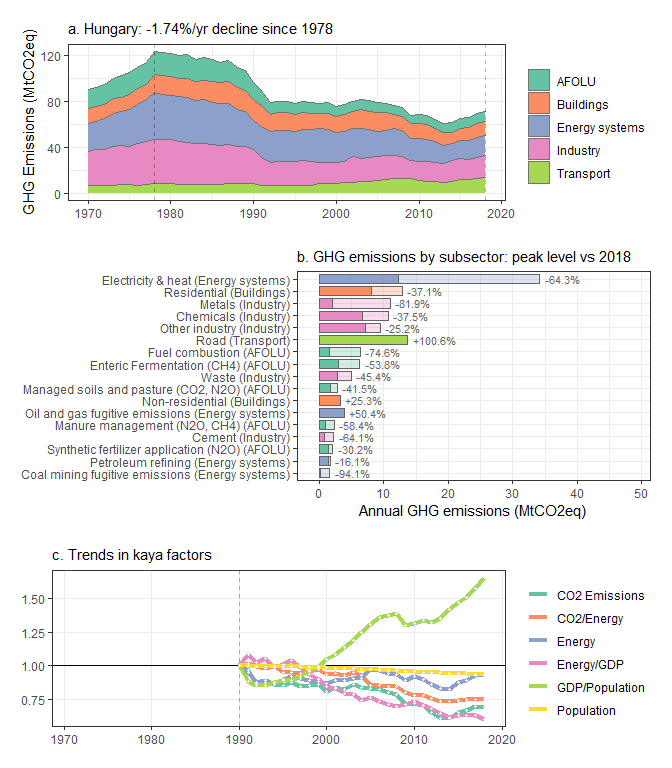 a. Hungary: -1.74%/yr decline since 1978
GHG Emissions (MtCO2eq)
120
80
40
0
1970
1980
1990
2000
2010
2020
AFOLU
Buildings
Energy systems
Industry
Transport
b. GHG emissions by subsector: peak level vs 2018
Electricity & heat (Energy systems) -64.3%
Residential (Buildings) -37.1%
Metals (Industry) -81.9%
Chemicals (Industry) -37.5%
Other industry (Industry) -25.2%
Road (Transport) +100.6%
Fuel combustion (AFOLU) -74.6%
Enteric Fermentation (CH4) (AFOLU) -53.8%
Waste (Industry) -45.4%
Managed soils and pasture (CO2, N2O) (AFOLU) -41.5%
Non-residential (Buildings) +25.3%
Oil and gas fugitive emissions (Energy systems) +50.4%
Manure management (N2O, CH4) (AFOLU) -58.4%
Cement (Industry) -64.1%
Synthetic fertilizer application (N2O) (AFOLU) -30.2%
Petroleum refining (Energy systems) -16.1%
Coal mining fugitive emissions (Energy systems) -94.1%
0
10
20
30
40
50
Annual GHG emissions (MtCO2eq)
c. Trends in kaya factors
1.50
1.25
1.00
0.75
1970
1980
1990
2000
2010
2020
CO2 Emissions
CO2/Energy
Energy
Energy/GDP
GDP/Population
Population